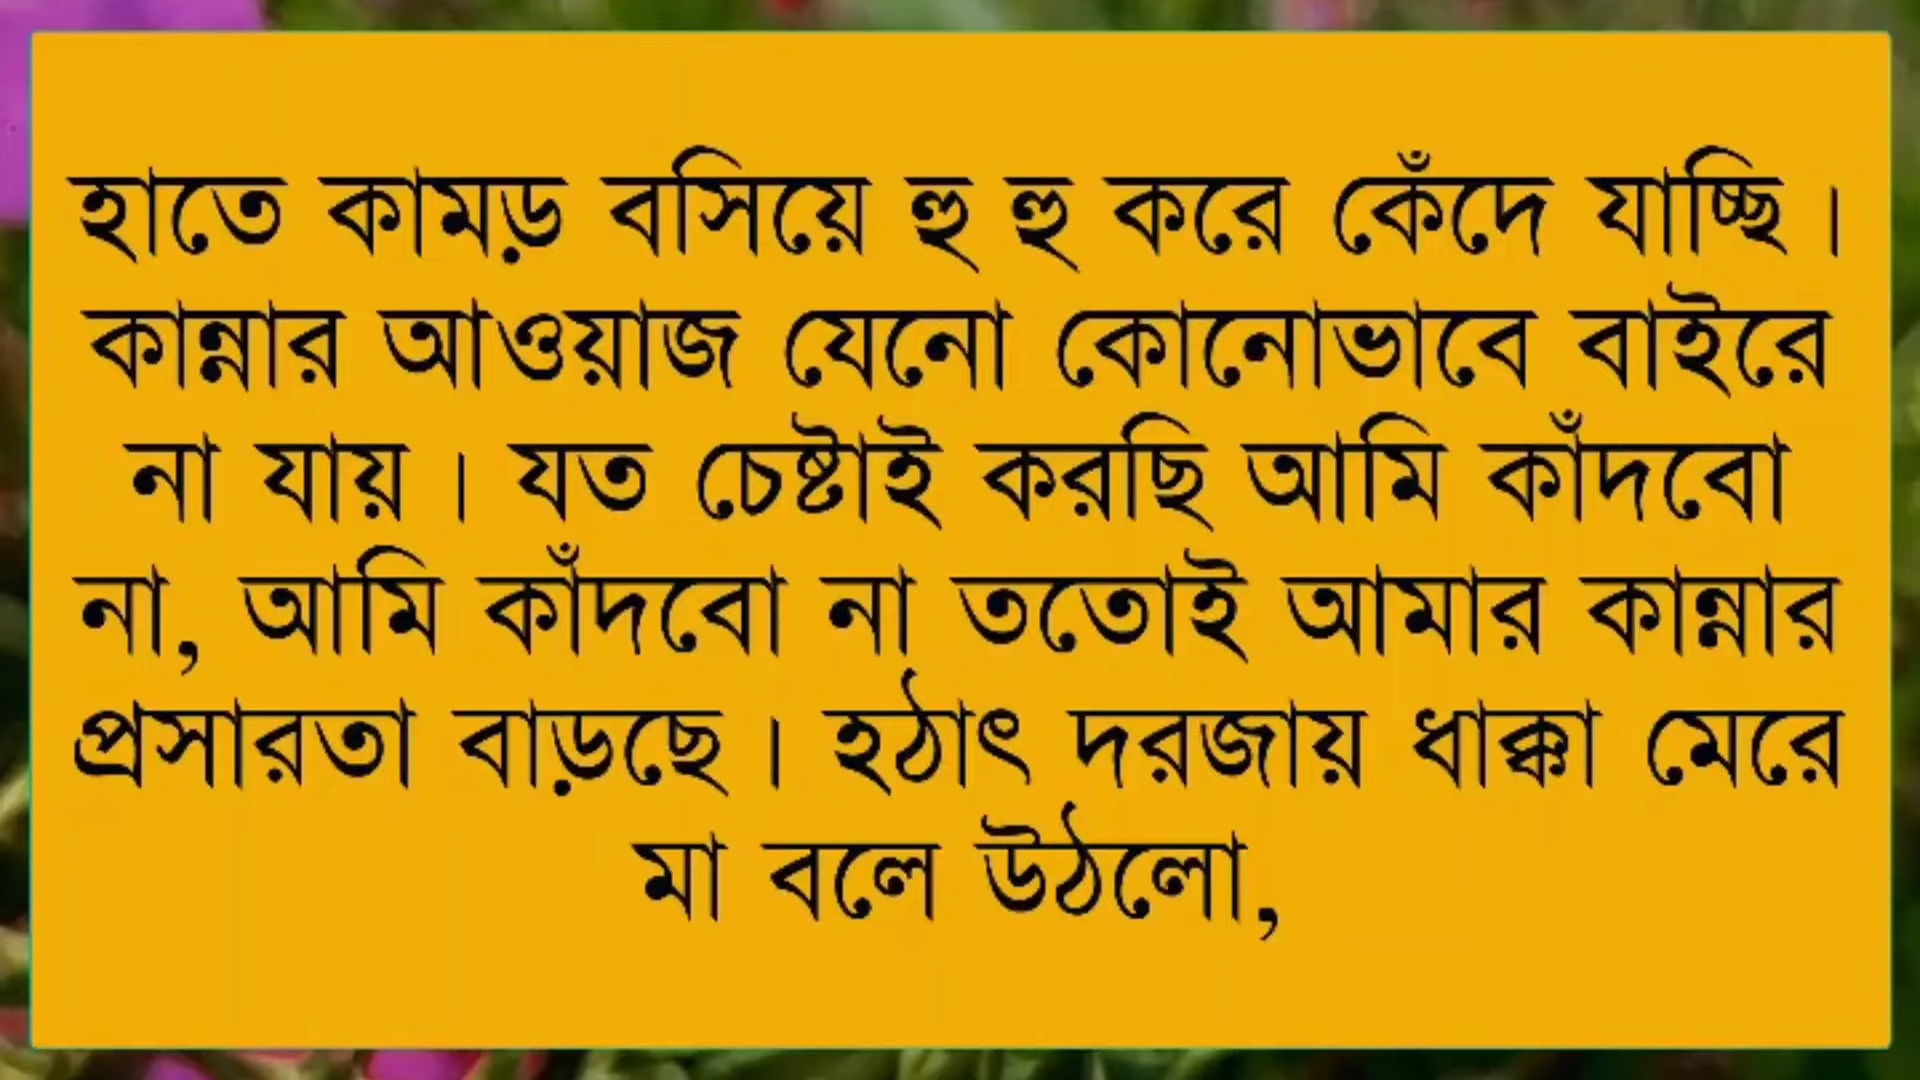 হাতে কামড় বসিয়ে হু হু করে কেঁদে যাচ্ছি।
কান্নার আওয়াজ যেনো কোনোভাবে বাইরে
না যায়। যত চেষ্টাই করছি আমি কাঁদবো
না, আমি কাঁদবো না ততোই আমার কান্নার
প্রসারতা বাড়ছে। হঠাৎ দরজায় ধাক্কা মেরে
মা বলে উঠলো,